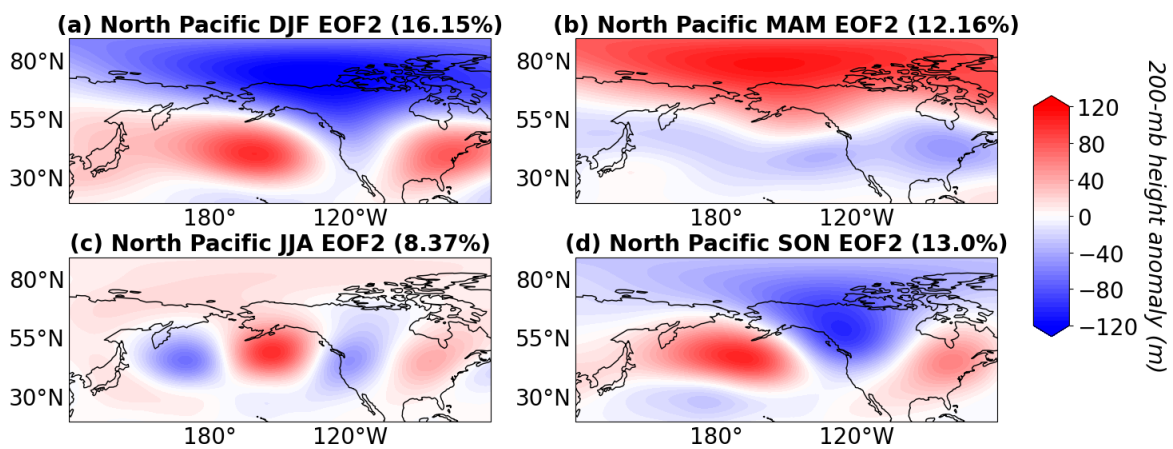 (a) North Pacific DJF EOF2 (16.15%)
80°N
55°N
30°N
180°
120°W
(b) North Pacific MAM EOF2 (12.16%)
80°N
55°N
30°N
180°
120°W
(c) North Pacific JJA EOF2 (8.37%)
80°N
55°N
30°N
180°
120°W
(d) North Pacific SON EOF2 (13.0%)
80°N
55°N
30°N
180°
120°W
120
80
40
0
−40
−80
−120
200-mb height anomaly (m)